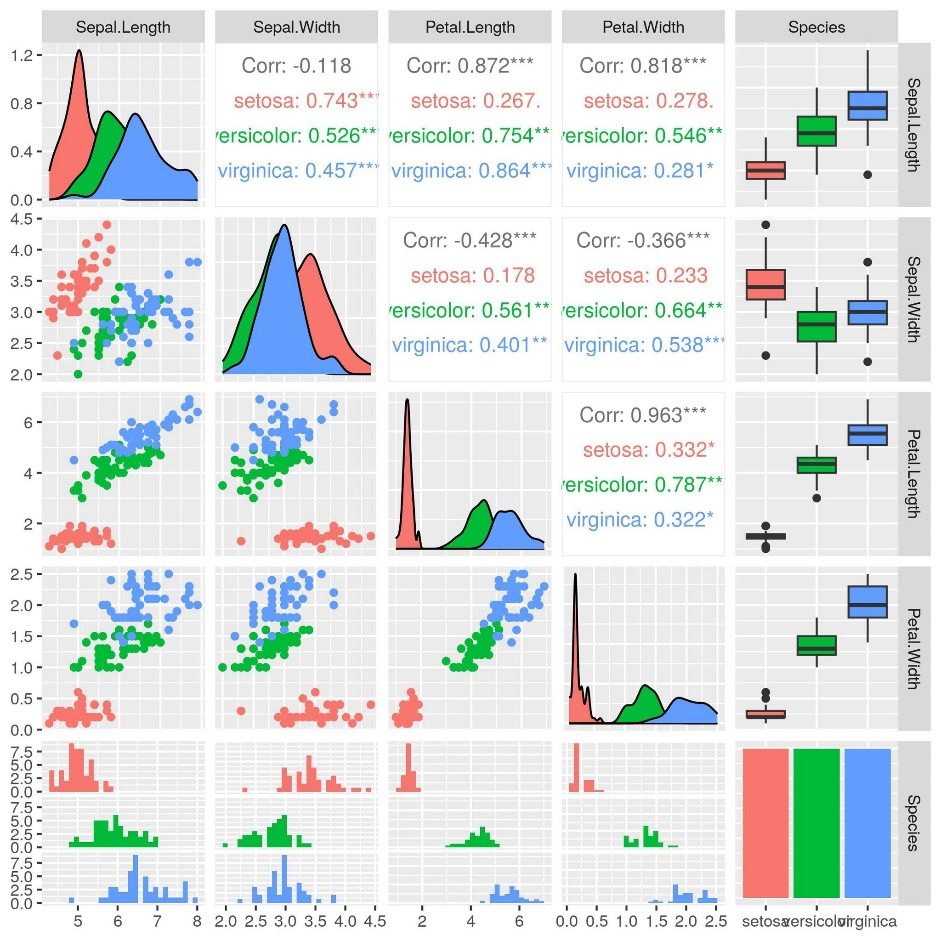 Sepal.Length Sepal.Width Petal.Length Petal.Width Species
1.2
0.8
0.4
0.0
Corr: -0.118
setosa: 0.743***
versicolor: 0.526**
virginica: 0.457***
Corr: 0.872***
setosa: 0.267.
versicolor: 0.754**
virginica: 0.864***
Corr: 0.818***
setosa: 0.278.
versicolor: 0.546**
virginica: 0.281*
Sepal.Length
4.5
4.0
3.5
3.0
2.5
2.0
Corr: -0.428***
setosa: 0.178
versicolor: 0.561**
virginica: 0.401**
Corr: -0.366***
setosa: 0.233
versicolor: 0.664**
virginica: 0.538***
Sepal.Width
6
4
2
Corr: 0.963***
setosa: 0.332*
versicolor: 0.787**
virginica: 0.322*
Petal.Length
2.5
2.0
1.5
1.0
0.5
0.0
Petal.Width
7.5
5.0
2.5
0.0
7.5
5.0
2.5
0.0
7.5
5.0
2.5
0.0
Species
5 6 7 8
2.0 2.5 3.0 3.5 4.0 4.5
2 4 6
0.0 0.5 1.0 1.5 2.0 2.5
setosa versicolor virginica